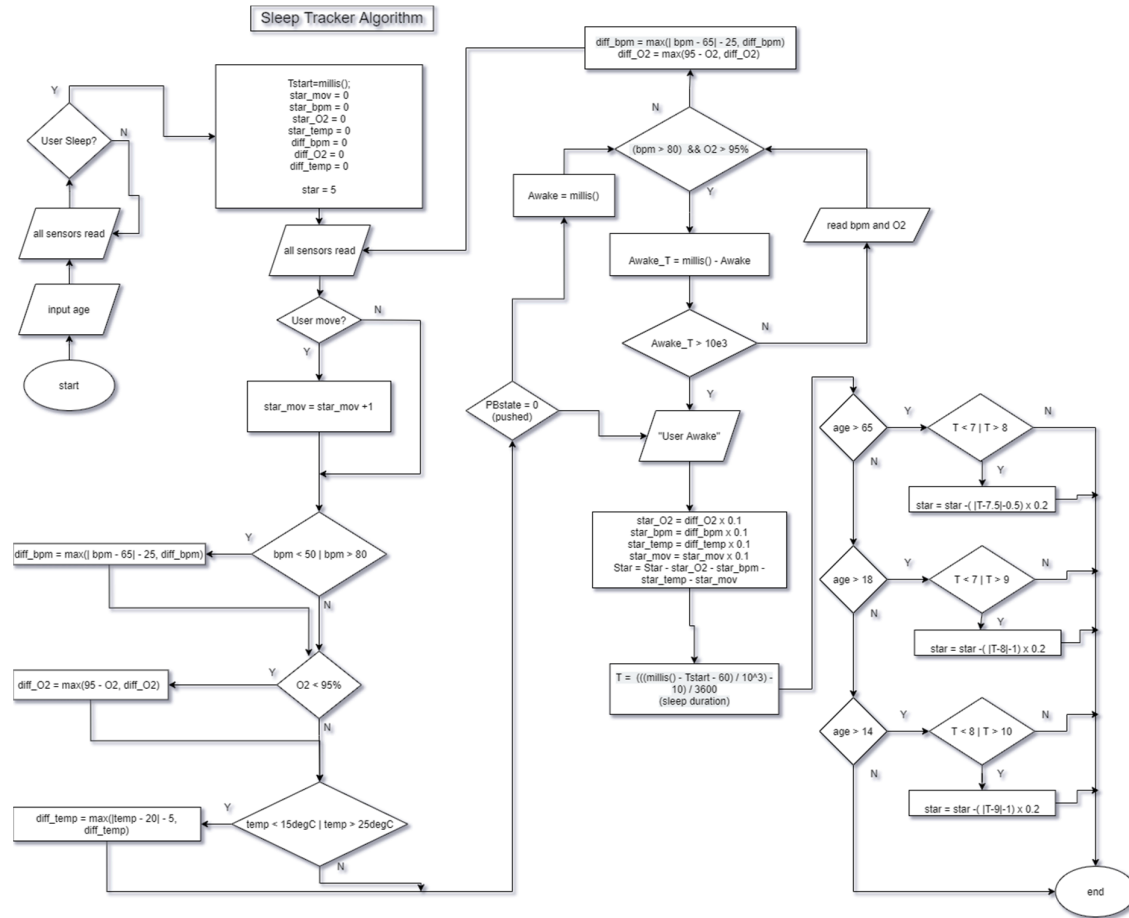 Sleep Tracker Algorithm
Y
User Sleep?
N
all sensors read
input age
start
Tstart=millis();
star_mov = 0
star_bpm = 0
star_O2 = 0
star_temp = 0
diff_bpm = 0
diff_O2 = 0
diff_temp = 0
star = 5
all sensors read
User move?
N
Y
star_mov = star_mov +1
bpm < 50 | bpm > 80
Y
N
diff_bpm = max(| bpm - 65| - 25, diff_bpm)
O2 < 95%
Y
N
diff_O2 = max(95 - O2, diff_O2)
temp < 15degC | temp > 25degC
Y
N
diff_temp = max(|temp - 20| - 5,
diff_temp)
PBstate = 0
(pushed)
Awake = millis()
diff_bpm = max(| bpm - 65| - 25, diff_bpm)
diff_O2 = max(95 - O2, diff_O2)
N
(bpm > 80) && O2 > 95%
Y
Awake_T = millis() - Awake
read bpm and O2
Awake_T > 10e3
N
Y
"User Awake"
star_O2 = diff_O2 x 0.1
star_bpm = diff_bpm x 0.1
star_temp = diff_temp x 0.1
star_mov = star_mov x 0.1
Star = Star - star_O2 - star_bpm -
star_temp - star_mov
T = (((millis() - Tstart - 60) / 10^3) -
10) / 3600
(sleep duration)
age > 65
Y
N
T < 7 | T > 8
N
Y
star = star -( |T-7.5|-0.5) x 0.2
age > 18
Y
N
T < 7 | T > 9
N
Y
star = star -( |T-8|-1) x 0.2
age > 14
Y
N
T < 8 | T > 10
N
Y
star = star -( |T-9|-1) x 0.2
end